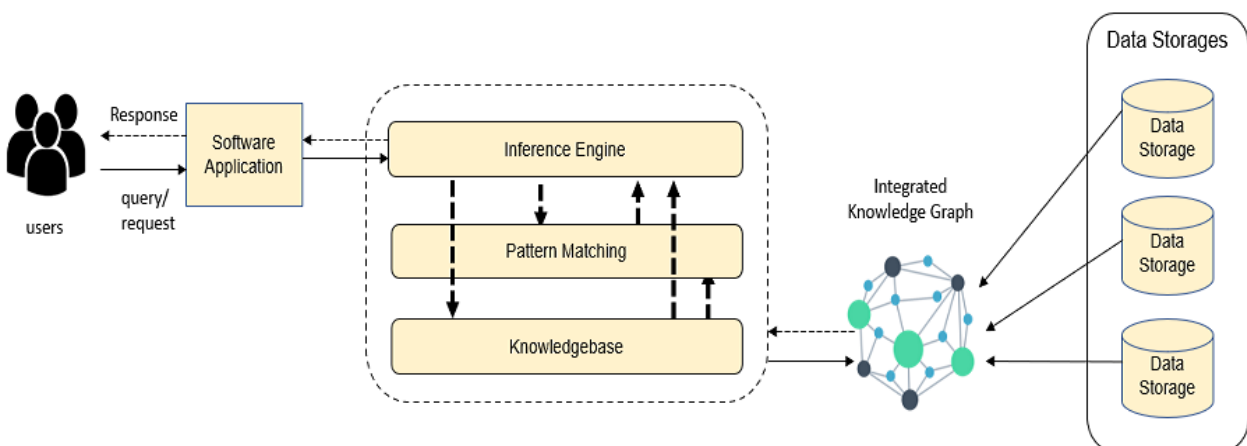 Data Storages
Response
Software
Application
query/
request
users
Inference Engine
Pattern Matching
Knowledgebase
Integrated
Knowledge Graph
Data
Storage
Data
Storage
Data
Storage